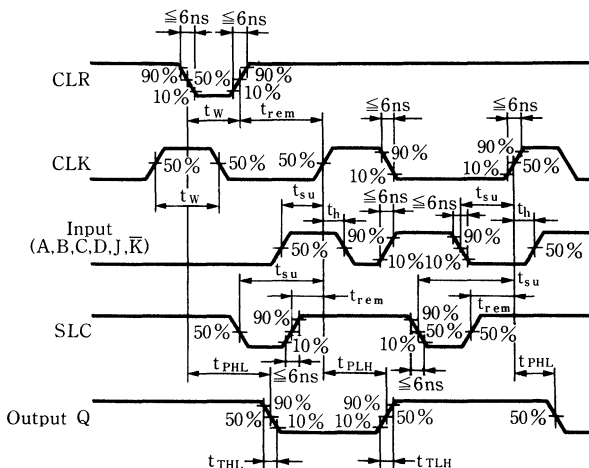 ≦6ns ≦6ns
CLR 90% 50% 90%
10% 10%
tW trem ≦6ns ≦6ns
CLK 50% 50% 50% 90% 90% 50%
10% 10%
tW tsu ≦6ns ≦6ns tsu
th th
Input 50% 90% 90% 50%
(A,B,C,D,J,K̅) 10% 10%
tsu tsu
trem trem
SLC 50% 90% 90% 50% 50%
10% 10%
tPHL ≦6ns tPLH ≦6ns tPHL
Output Q 50% 90% 90% 50% 50%
10% 10%
tTHL tTLH